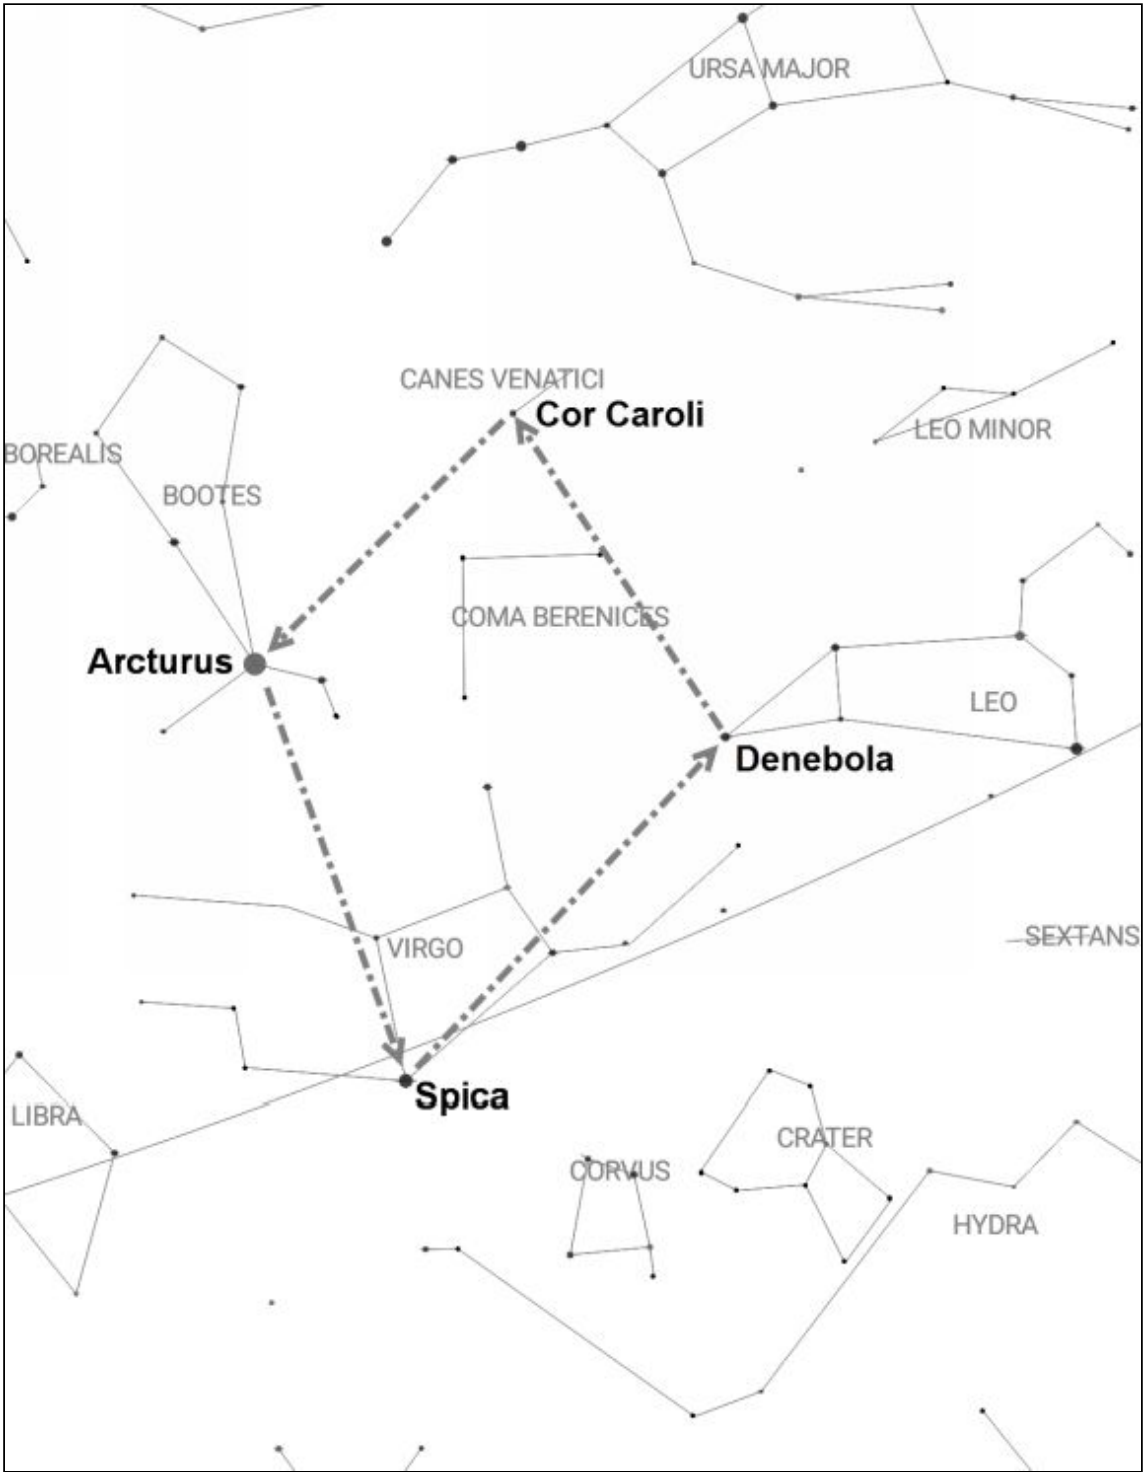 URSA MAJOR
CANES VENATICI
Cor Caroli
LEO MINOR
BOREALIS
BOOTES
COMA BERENICES
Arcturus
LEO
Denebola
VIRGO
SEXTANS
Spica
LIBRA
CRATER
CORVUS
HYDRA